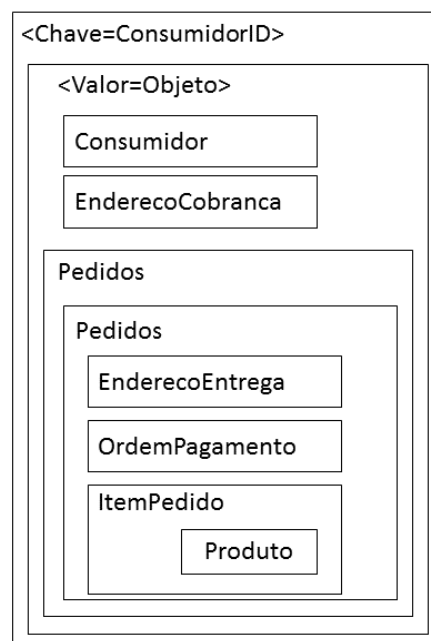 <Chave=ConsumidorID>
<Valor=Objeto>
Consumidor
EnderecoCobranca
Pedidos
Pedidos
EnderecoEntrega
OrdemPagamento
ItemPedido
Produto